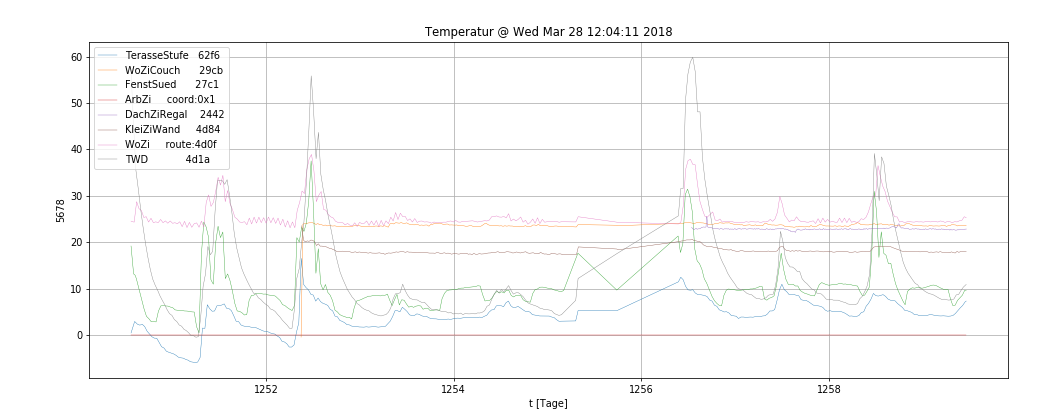 Temperatur @ Wed Mar 28 12:04:11 2018
60
50
40
30
20
10
0
5678
TerasseStufe 62f6
WoZiCouch 29cb
FenstSued 27c1
ArbZi coord:0x1
DachZiRegal 2442
KleiZiWand 4d84
WoZi route:4d0f
TWD 4d1a
1252 1254 1256 1258
t [Tage]